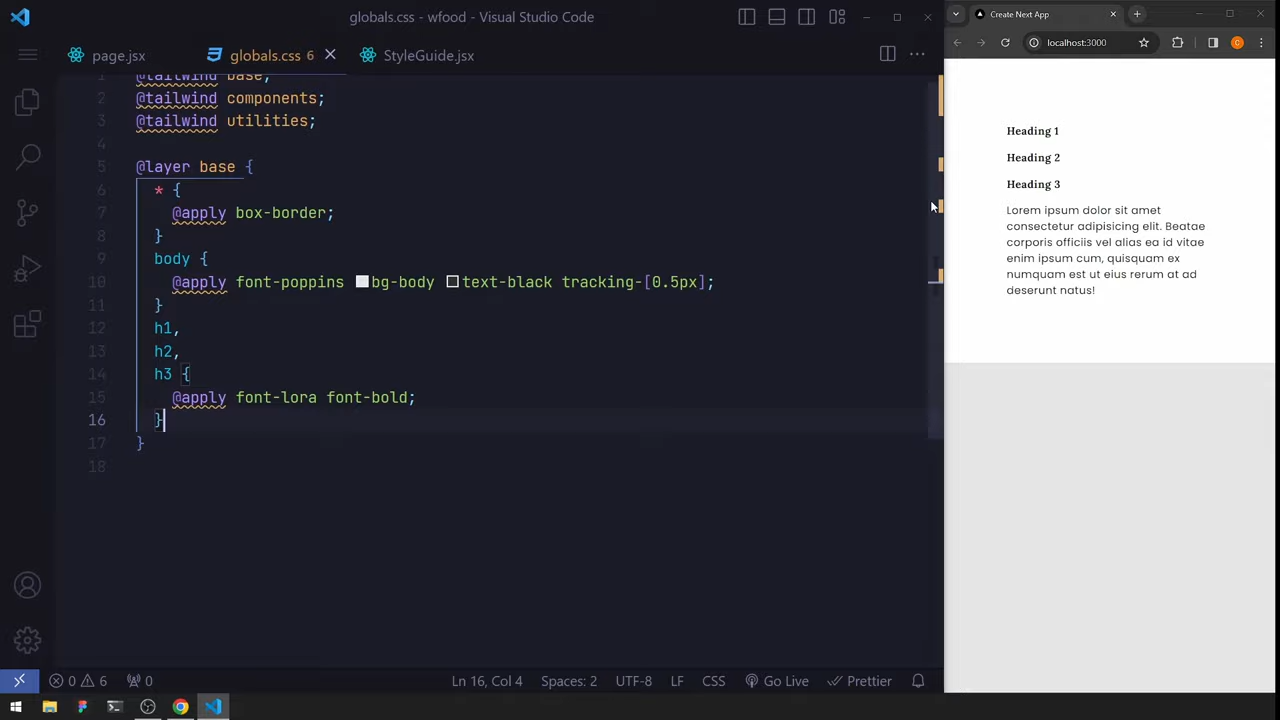 globals.css - wfood - Visual Studio Code
page.jsx
globals.css 6
StyleGuide.jsx
1 @tailwind base;
2 @tailwind components;
3 @tailwind utilities;
4
5 @layer base {
6 * {
7 @apply box-border;
8 }
9 body {
10 @apply font-poppins bg-body text-black tracking-[0.5px];
11 }
12 h1,
13 h2,
14 h3 {
15 @apply font-lora font-bold;
16 }
17 }
18
0 6 0
Ln 16, Col 4
Spaces: 2
UTF-8
LF
CSS
Go Live
Prettier
Create Next App
localhost:3000
C
Heading 1
Heading 2
Heading 3
Lorem ipsum dolor sit amet
consectetur adipisicing elit. Beatae
corporis officiis vel alias ea id vitae
enim ipsum cum, quisquam ex
numquam est ut eius rerum at ad
deserunt natus!